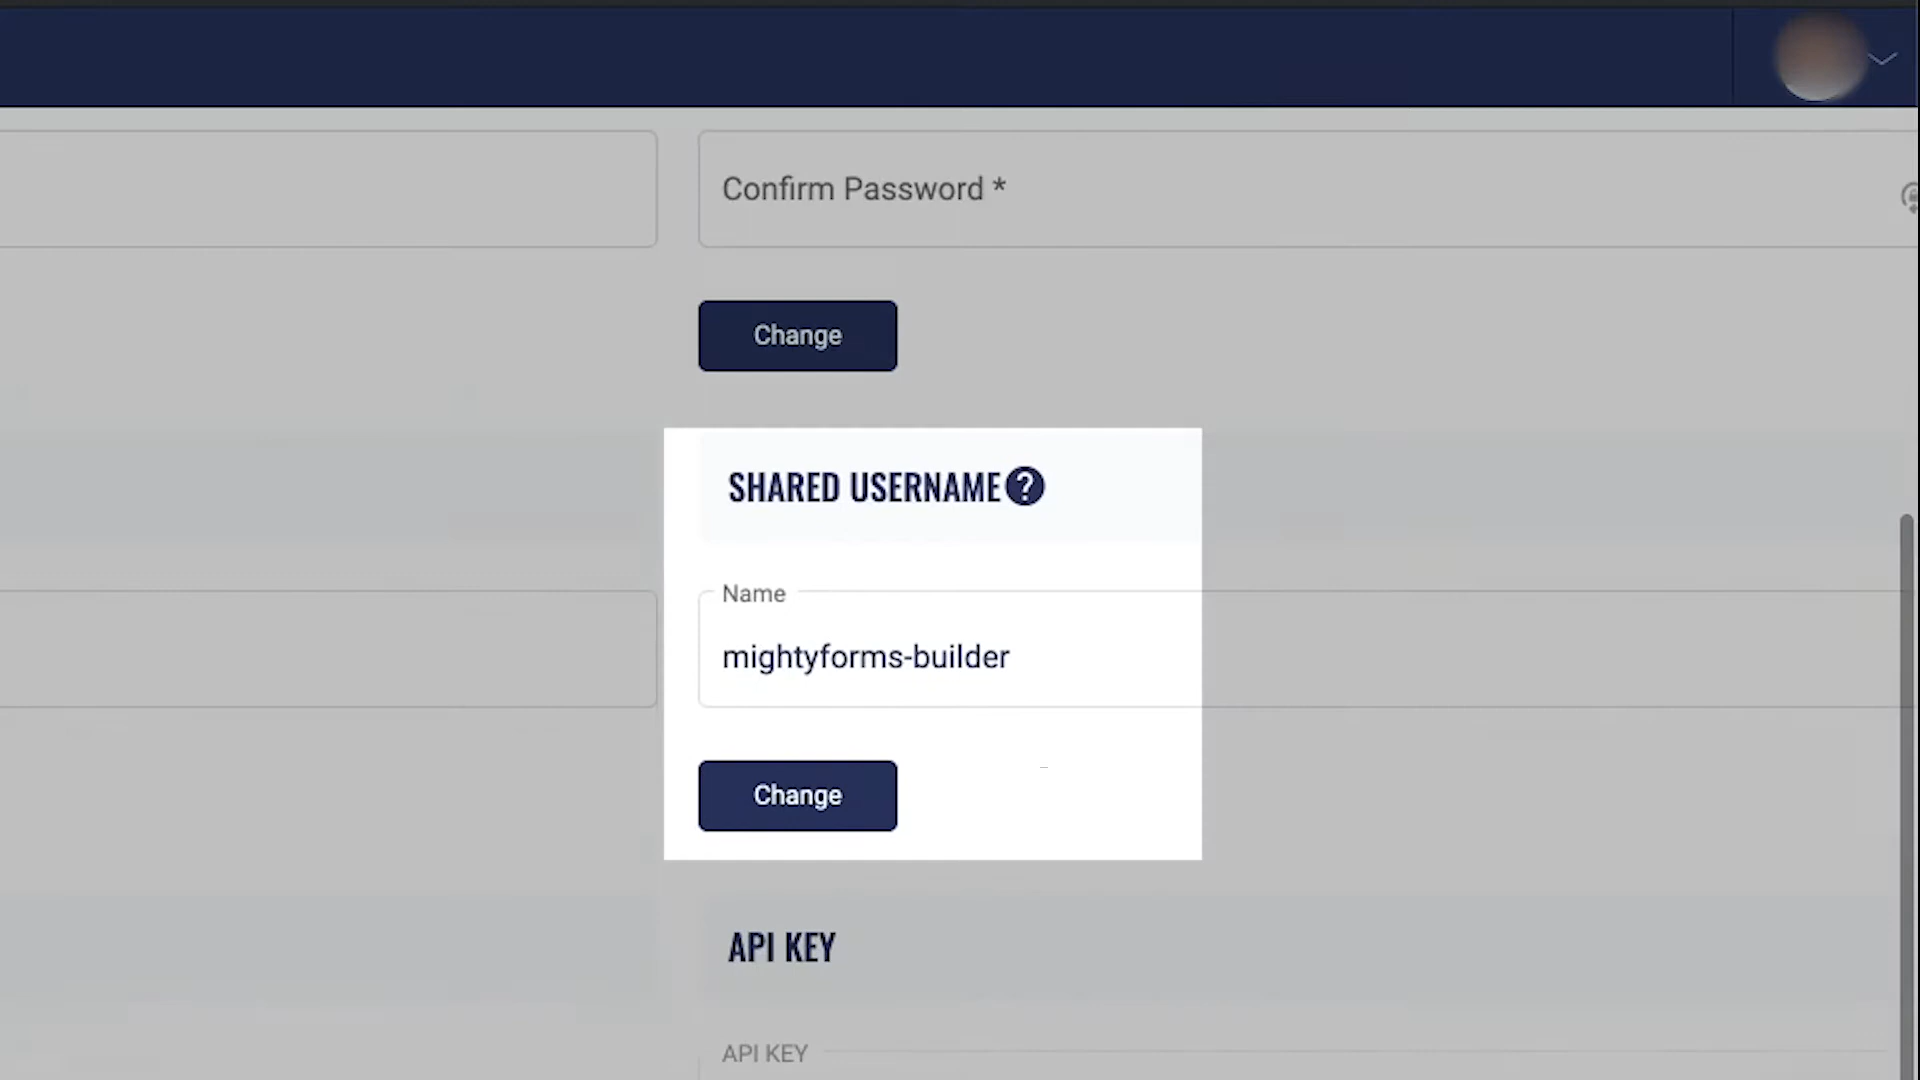 Confirm Password *
Change
SHARED USERNAME ?
Name
mightyforms-builder
Change
API KEY
API KEY